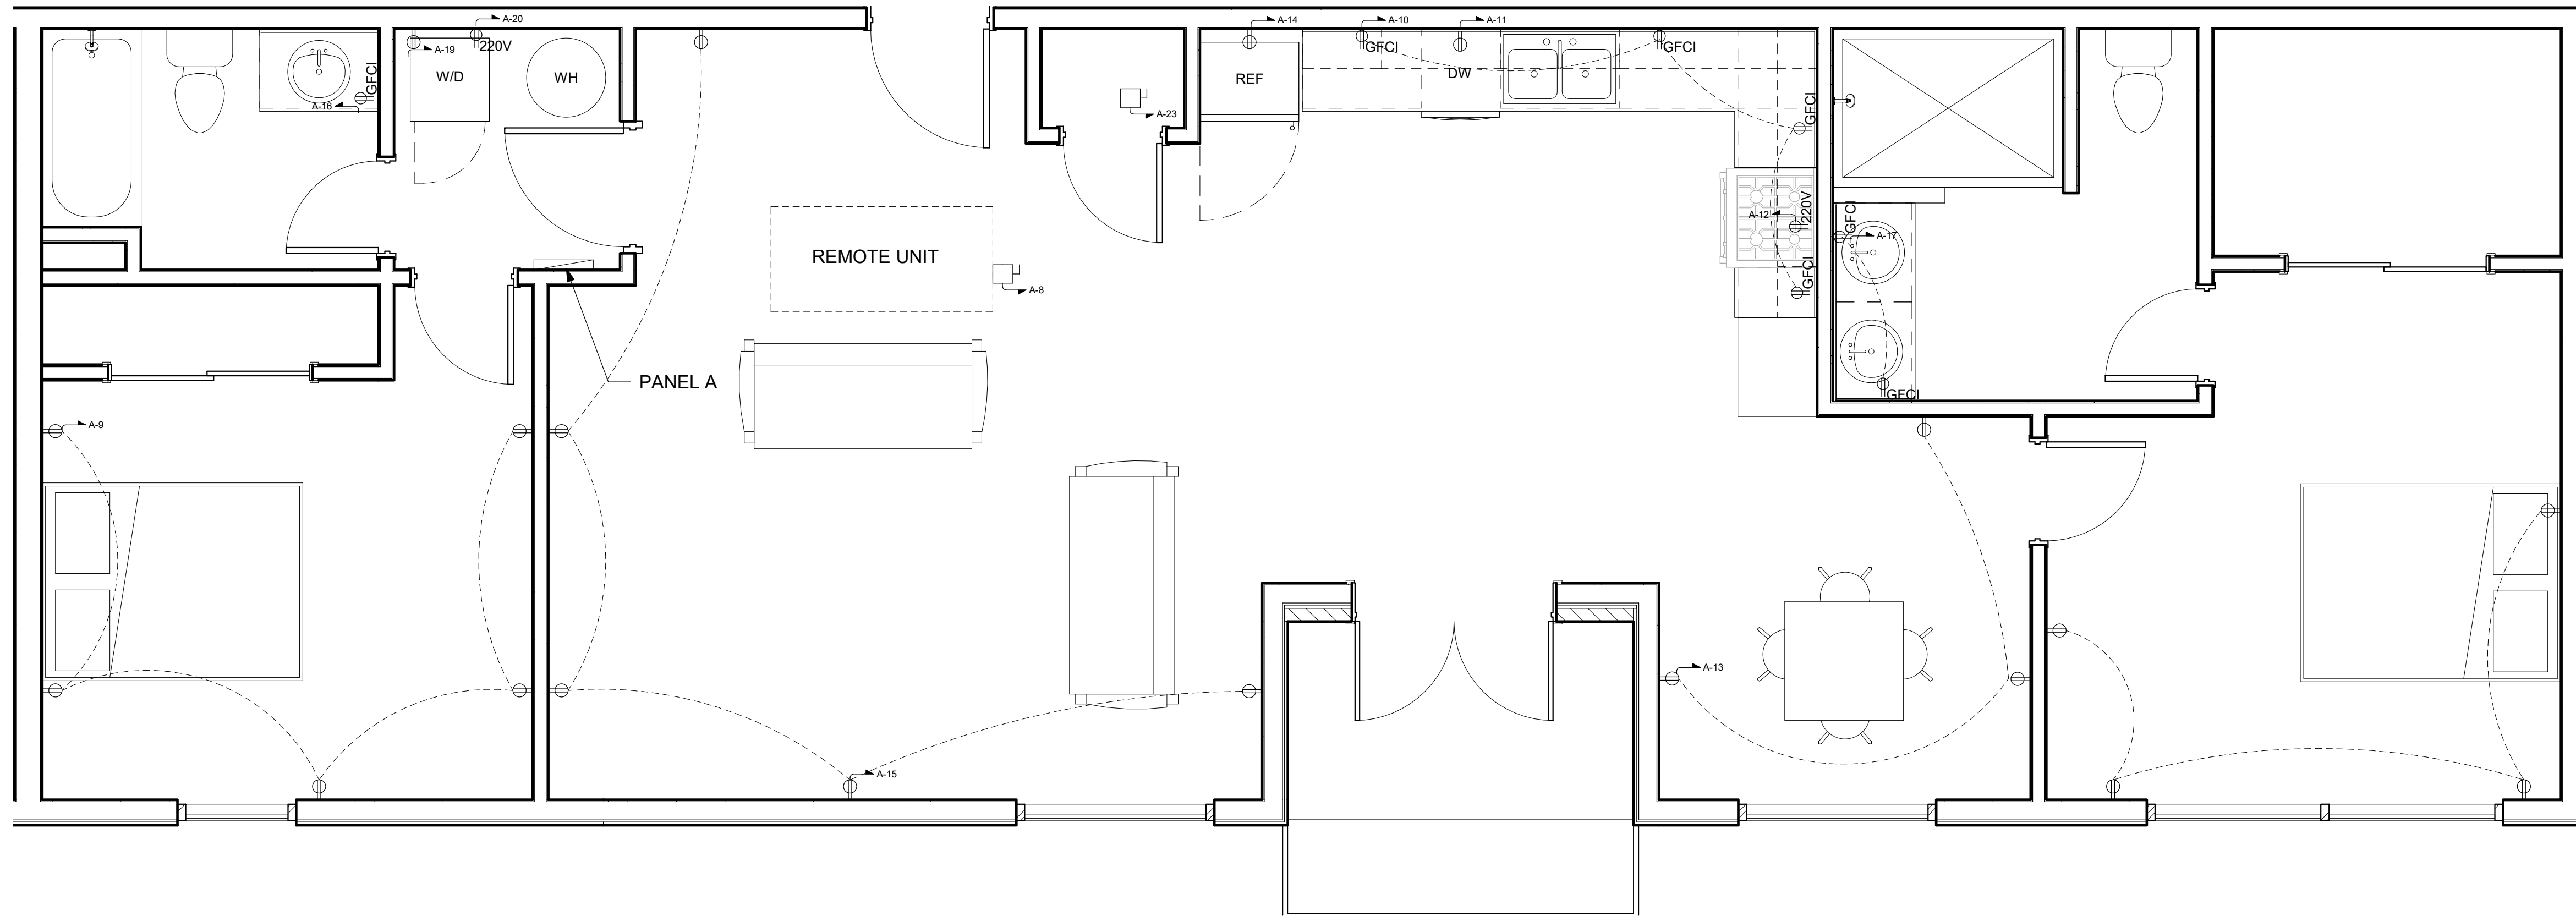 A-20
A-14
A-10
A-11
220V
A-19
GFCI
GFCI
W/D
WH
REF
DW
GFCI
A-16
GFCI
A-23
A-12
220V
GFCI
A-17
REMOTE UNIT
GFCI
A-8
PANEL A
GFCI
A-9
A-13
A-15